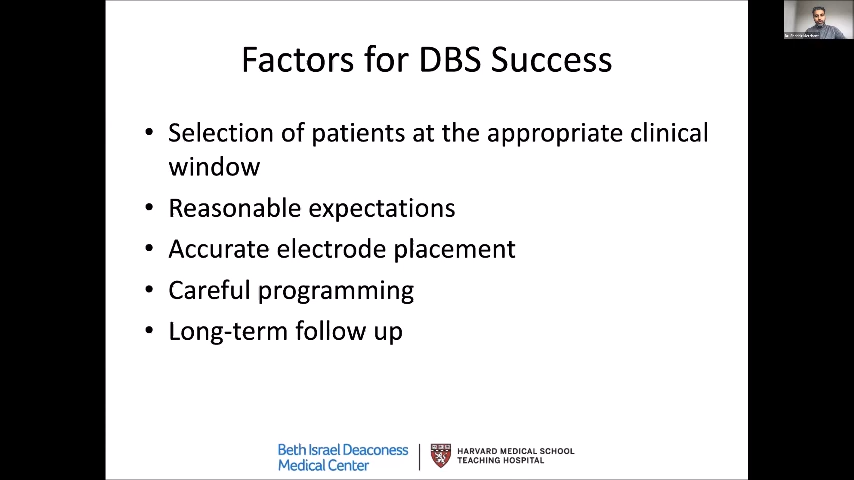 Factors for DBS Success
• Selection of patients at the appropriate clinical
window
• Reasonable expectations
• Accurate electrode placement
• Careful programming
• Long-term follow up
Beth Israel Deaconess
Medical Center
HARVARD MEDICAL SCHOOL
TEACHING HOSPITAL